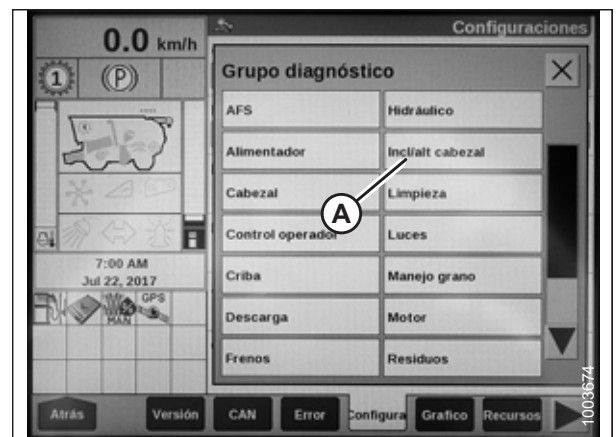 0.0 km/h
Configuraciones
1
(P)
Grupo diagnóstico
AFS
Hidráulico
Alimentador
Incl/alt cabezal
A
Cabezal
Limpieza
Control operador
Luces
Criba
Manejo grano
Descarga
Motor
Frenos
Residuos
7:00 AM
Jul 22, 2017
GPS
MAN
Atrás
Versión
CAN
Error
Configura
Grafico
Recursos
1003674